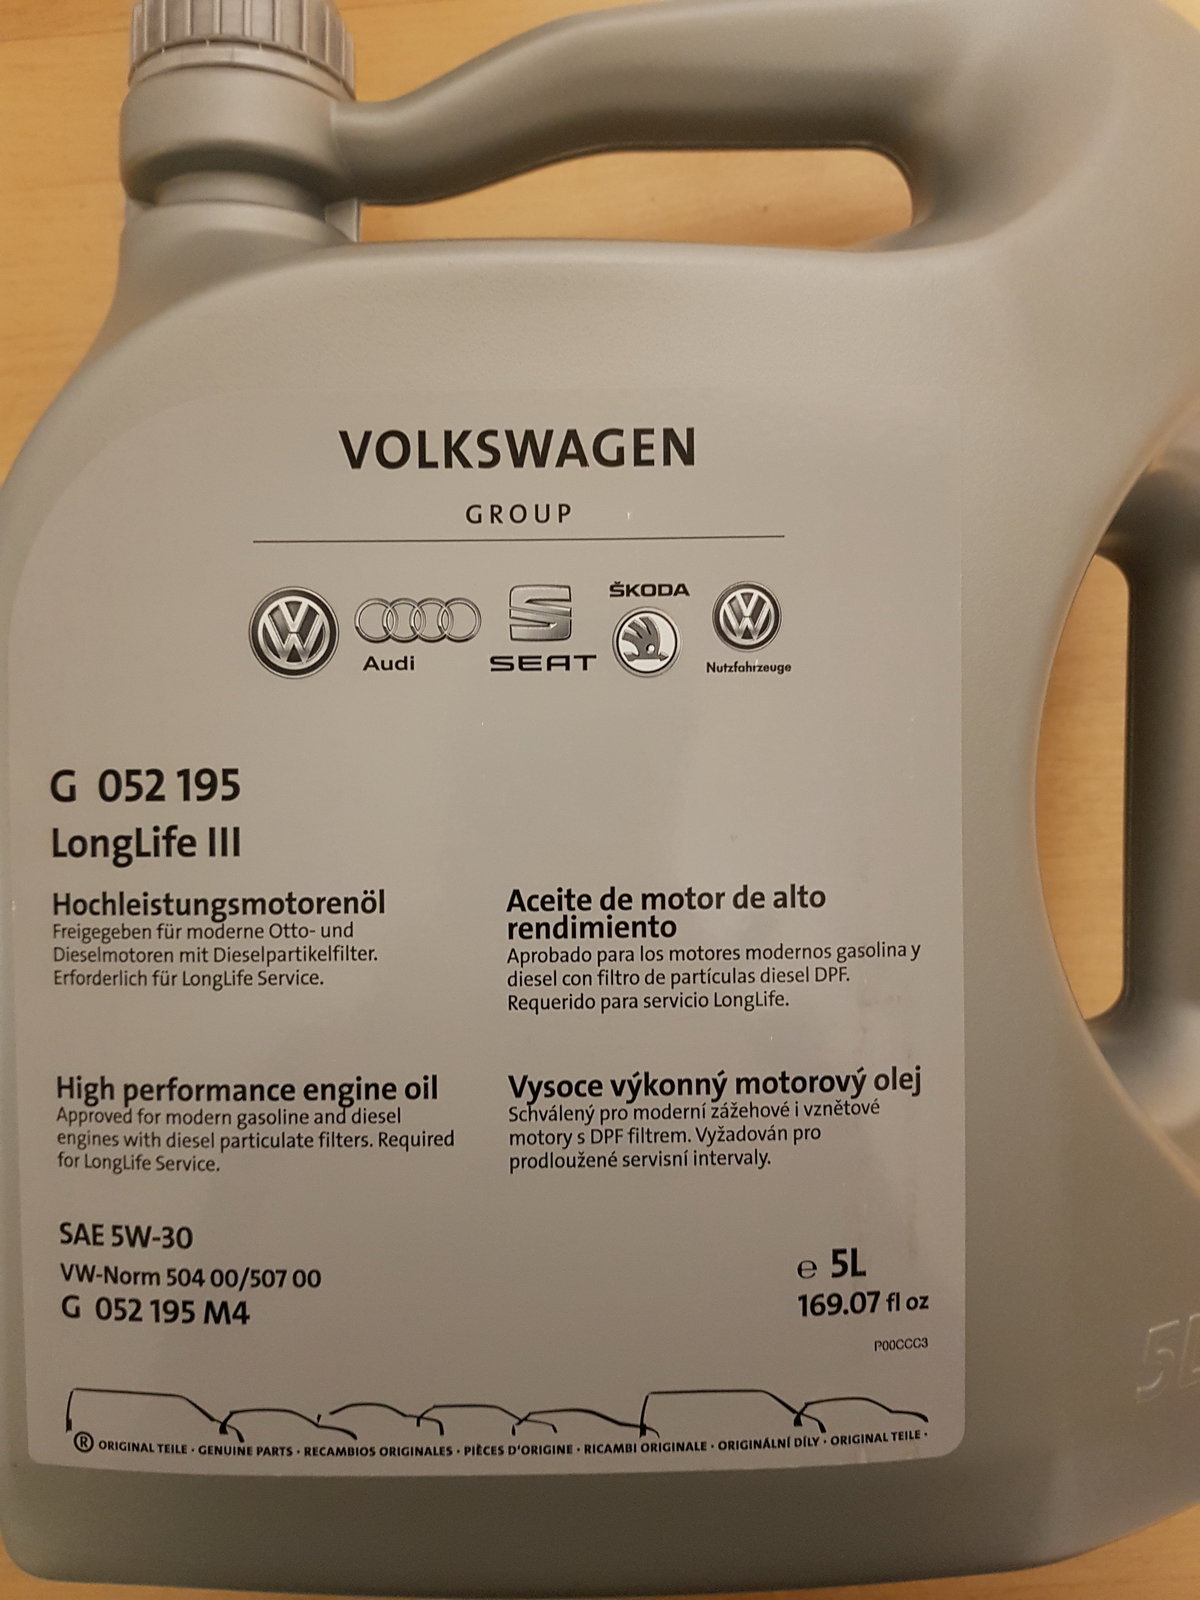 VOLKSWAGEN
GROUP
Audi
SEAT
ŠKODA
Nutzfahrzeuge
G 052 195
LongLife III
Hochleistungsmotorenöl
Freigegeben für moderne Otto- und
Dieselmotoren mit Dieselpartikelfilter.
Erforderlich für LongLife Service.
Aceite de motor de alto
rendimiento
Aprobado para los motores modernos gasolina y
diesel con filtro de partículas diesel DPF.
Requerido para servicio LongLife.
High performance engine oil
Approved for modern gasoline and diesel
engines with diesel particulate filters. Required
for LongLife Service.
Vysoce výkonný motorový olej
Schválený pro moderní zážehové i vznětové
motory s DPF filtrem. Vyžadován pro
prodloužené servisní intervaly.
SAE 5W-30
VW-Norm 504 00/507 00
G 052 195 M4
℮ 5L
169.07 fl oz
P00CCC3
5L
® ORIGINAL TEILE · GENUINE PARTS · RECAMBIOS ORIGINALES · PIÈCES D'ORIGINE · RICAMBI ORIGINALE · ORIGINÁLNÍ DÍLY · ORIGINAL TEILE ·